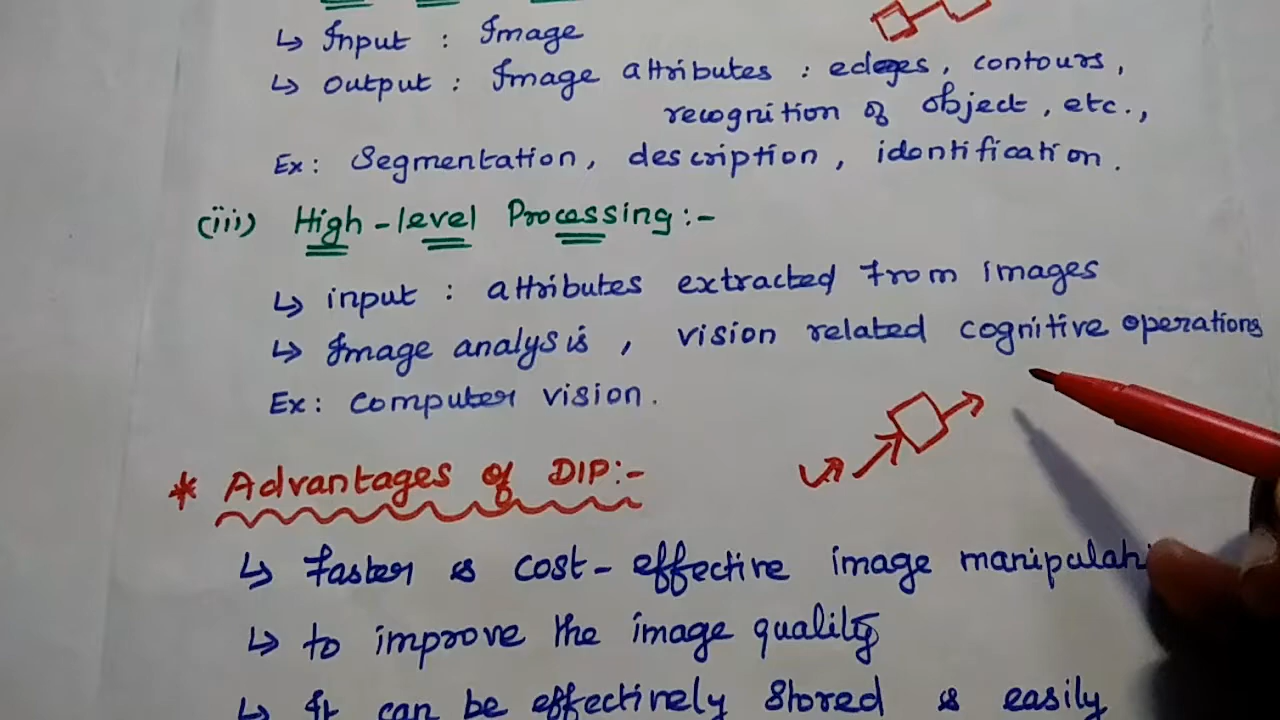 ↳ Input : Image
↳ Output : Image attributes : edges, contours,
recognition of object, etc.,
Ex: Segmentation, description, identification.
(iii) High-level Processing:-
↳ input : attributes extracted from images
↳ Image analysis, vision related cognitive operations
Ex: Computer vision.
* Advantages of DIP:-
↳ Faster & cost-effective image
↳ to improve the image quality
↳ It can be effectively stored & easily